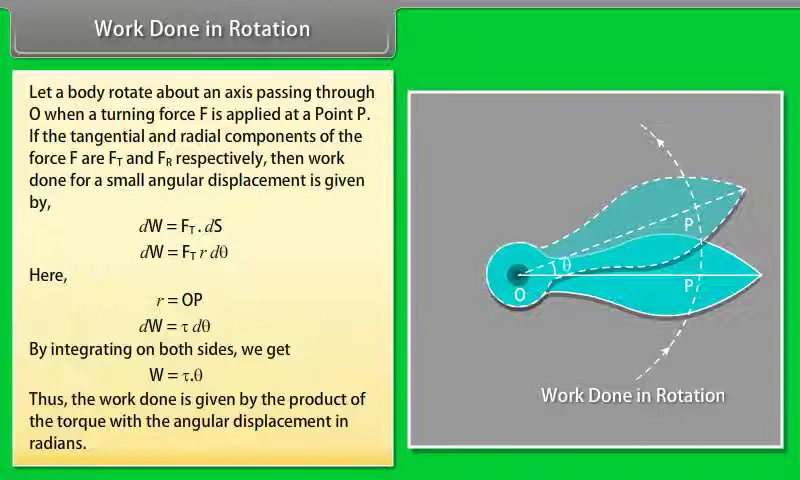 Work Done in Rotation
Let a body rotate about an axis passing through
O when a turning force F is applied at a Point P.
If the tangential and radial components of the
force F are F_T and F_R respectively, then work
done for a small angular displacement is given
by,
dW = F_T . dS
dW = F_T r dθ
Here,
r = OP
dW = τ dθ
By integrating on both sides, we get
W = τ.θ
Thus, the work done is given by the product of
the torque with the angular displacement in
radians.
P
θ
O
P
Work Done in Rotation